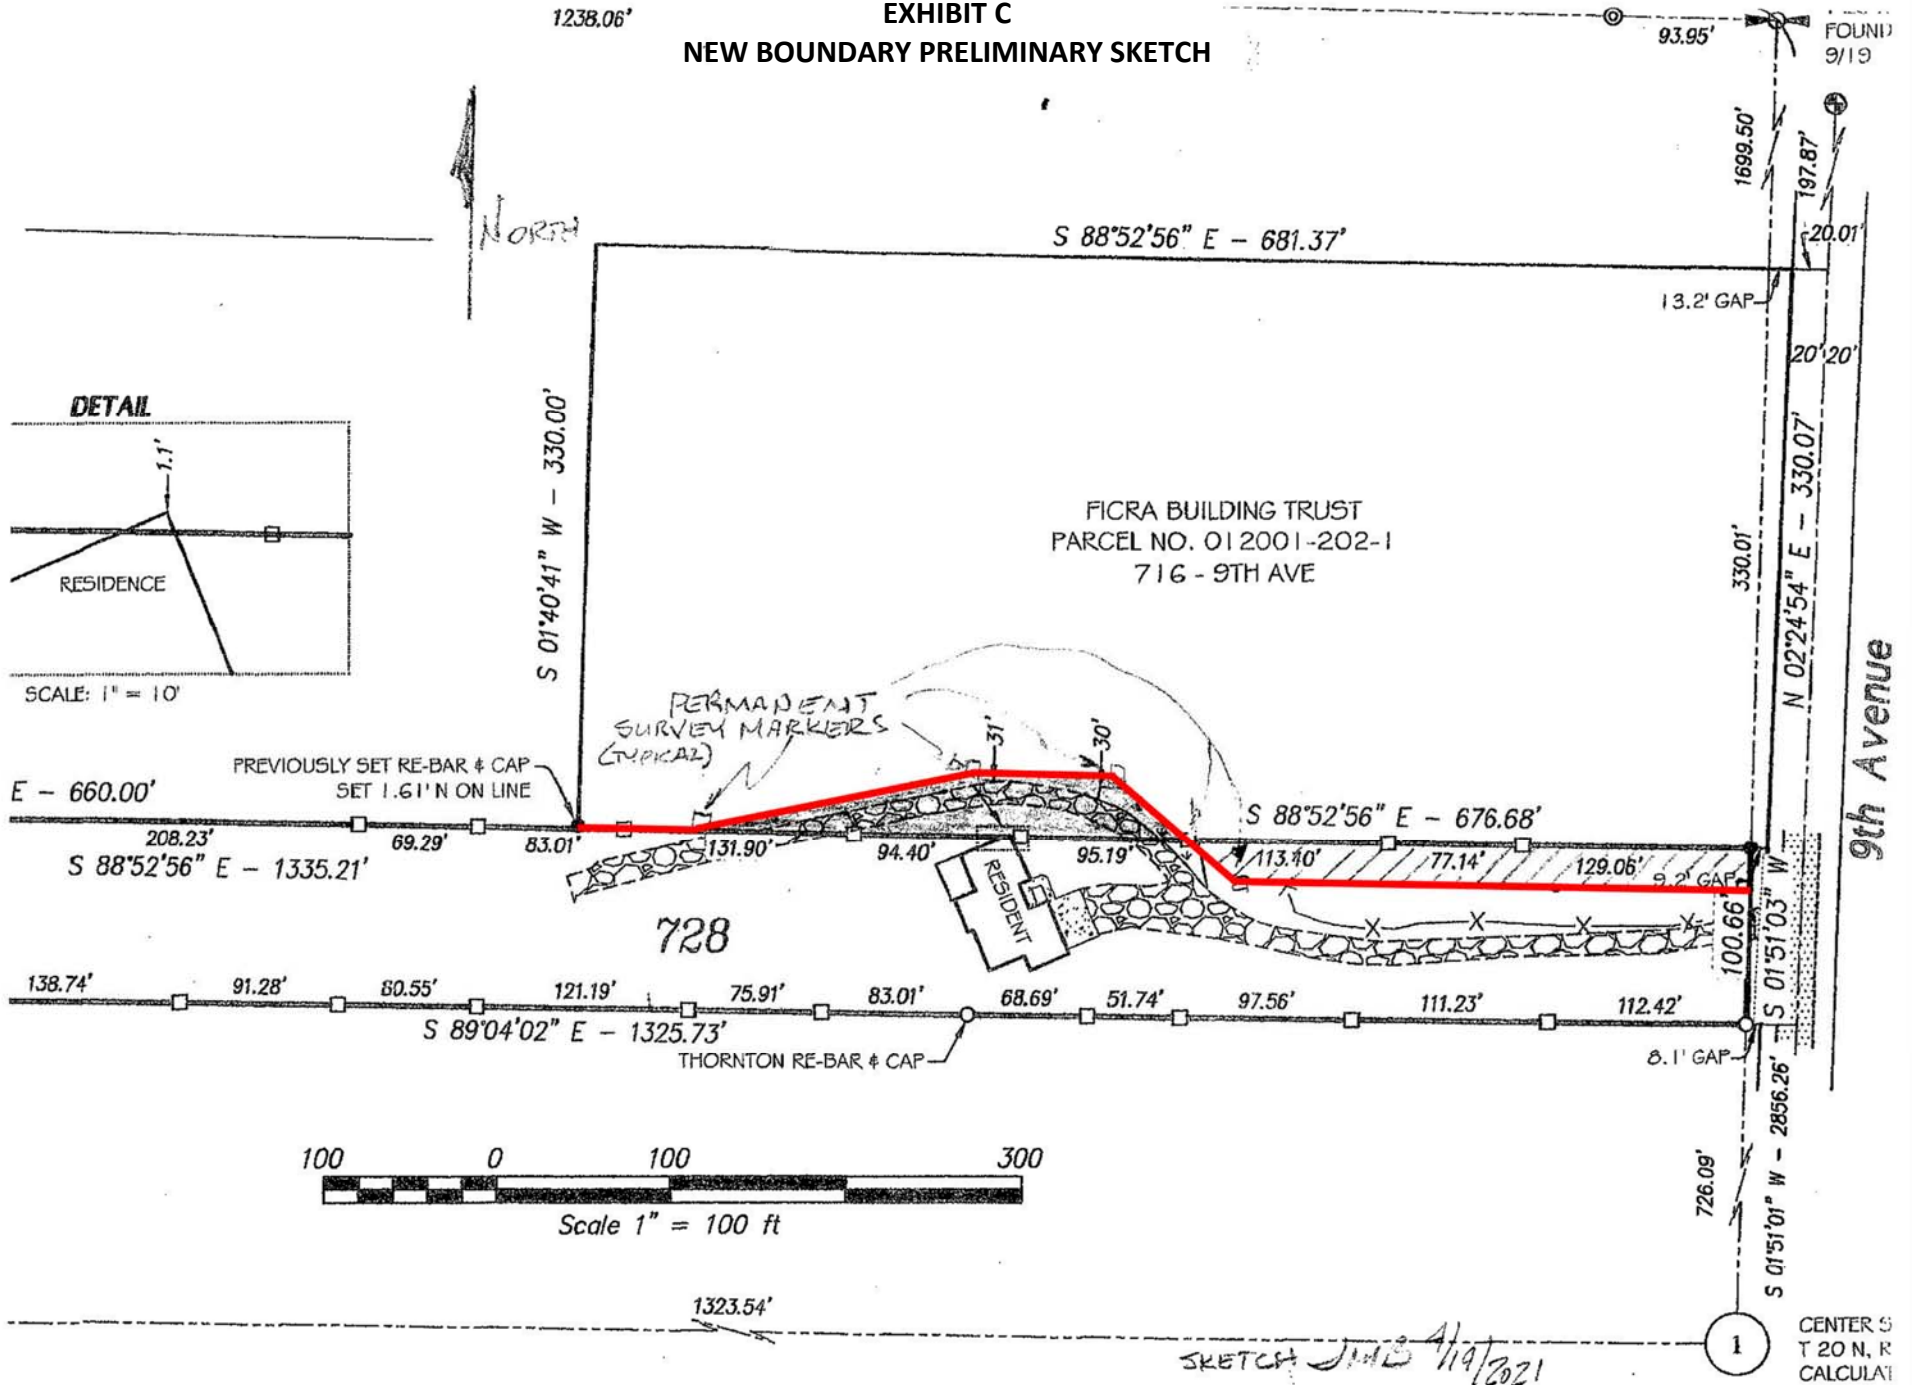 EXHIBIT C
NEW BOUNDARY PRELIMINARY SKETCH
1238.06'
93.95'
FOUND
9/19
1699.50'
197.87'
NORTH
S 88°52'56" E - 681.37'
20.01'
13.2' GAP
20' 20'
DETAIL
1.1'
RESIDENCE
SCALE: 1" = 10'
S 01°40'41" W - 330.00'
FICRA BUILDING TRUST
PARCEL NO. 012001-202-1
716 - 9TH AVE
330.01'
N 02°24'54" E - 330.07'
9th Avenue
PERMANENT
SURVEY MARKERS
(TYPICAL)
31'
30'
PREVIOUSLY SET RE-BAR & CAP
SET 1.61' N ON LINE
E - 660.00'
S 88°52'56" E - 676.68'
208.23'
69.29'
83.01'
131.90'
94.40'
95.19'
113.40'
77.14'
129.06'
9.2' GAP
S 88°52'56" E - 1335.21'
RESIDENT
728
100.66'
S 01°51'03" W
138.74'
91.28'
80.55'
121.19'
75.91'
83.01'
68.69'
51.74'
97.56'
111.23'
112.42'
S 89°04'02" E - 1325.73'
THORNTON RE-BAR & CAP
8.1' GAP
S 01°51'01" W - 2856.26'
726.09'
100 0 100 300
Scale 1" = 100 ft
1323.54'
1
CENTER S
T 20 N, R
CALCULAT
SKETCH JMB 4/19/2021